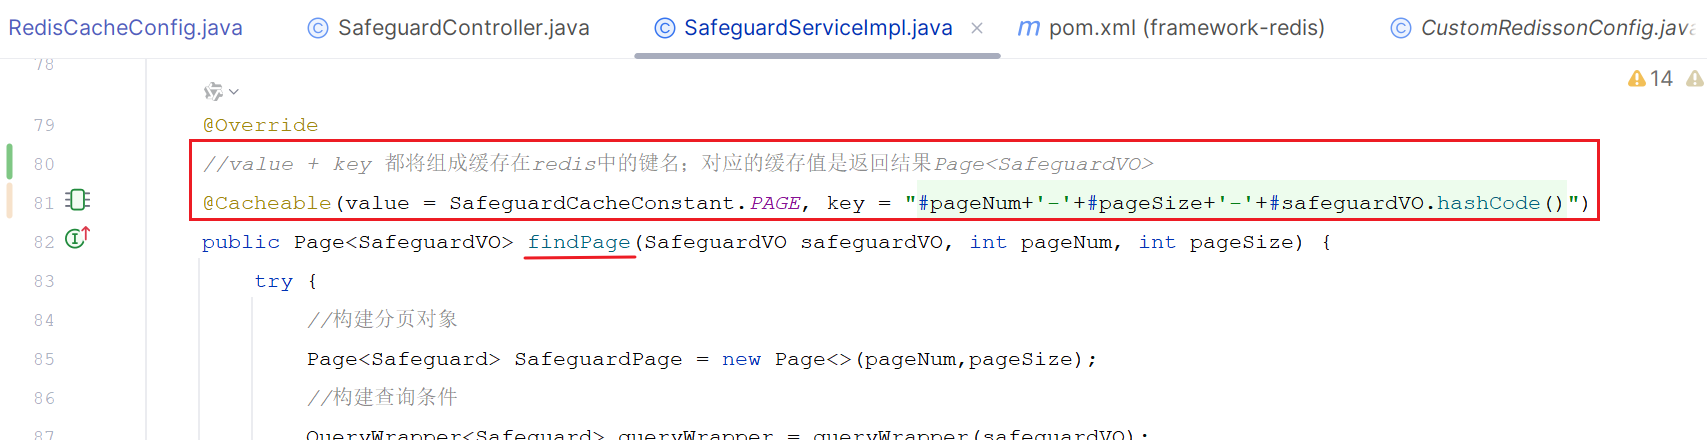 RedisCacheConfig.java SafeguardController.java SafeguardServiceImpl.java × pom.xml (framework-redis) CustomRedissonConfig.java
78 14
79 @Override
80 //value + key 都将组成缓存在redis中的键名；对应的缓存值是返回结果Page<SafeguardVO>
81 @Cacheable(value = SafeguardCacheConstant.PAGE, key = "#pageNum+'-'+#pageSize+'-'+#safeguardVO.hashCode()")
82 public Page<SafeguardVO> findPage(SafeguardVO safeguardVO, int pageNum, int pageSize) {
83 try {
84 //构建分页对象
85 Page<Safeguard> SafeguardPage = new Page<>(pageNum,pageSize);
86 //构建查询条件
87 QueryWrapper<Safeguard> queryWrapper = queryWrapper(safeguardVO);